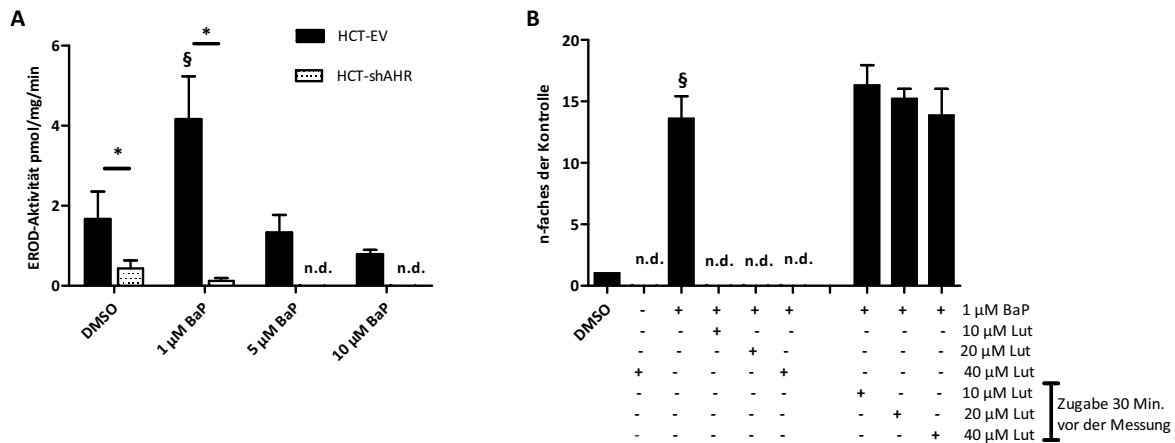 A
EROD-Aktivität pmol/mg/min
6
4
2
0
*
§
*
n.d.
n.d.
HCT-EV
HCT-shAHR
DMSO
1 µM BaP
5 µM BaP
10 µM BaP
B
n-faches der Kontrolle
20
15
10
5
0
n.d.
§
n.d.
n.d.
n.d.
DMSO
- + + + + + + + 1 µM BaP
- - + - - - - - 10 µM Lut
- - - + - - - - 20 µM Lut
+ - - - + - - - 40 µM Lut
- - - - - + - - 10 µM Lut
- - - - - - + - 20 µM Lut
- - - - - - - + 40 µM Lut
Zugabe 30 Min.
vor der Messung